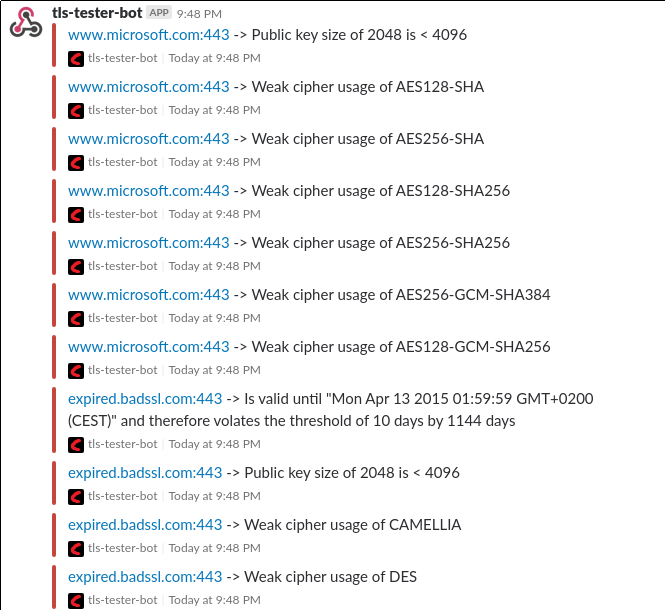 tls-tester-bot APP 9:48 PM
www.microsoft.com:443 -> Public key size of 2048 is < 4096
tls-tester-bot Today at 9:48 PM
www.microsoft.com:443 -> Weak cipher usage of AES128-SHA
tls-tester-bot Today at 9:48 PM
www.microsoft.com:443 -> Weak cipher usage of AES256-SHA
tls-tester-bot Today at 9:48 PM
www.microsoft.com:443 -> Weak cipher usage of AES128-SHA256
tls-tester-bot Today at 9:48 PM
www.microsoft.com:443 -> Weak cipher usage of AES256-SHA256
tls-tester-bot Today at 9:48 PM
www.microsoft.com:443 -> Weak cipher usage of AES256-GCM-SHA384
tls-tester-bot Today at 9:48 PM
www.microsoft.com:443 -> Weak cipher usage of AES128-GCM-SHA256
tls-tester-bot Today at 9:48 PM
expired.badssl.com:443 -> Is valid until "Mon Apr 13 2015 01:59:59 GMT+0200
(CEST)" and therefore volates the threshold of 10 days by 1144 days
tls-tester-bot Today at 9:48 PM
expired.badssl.com:443 -> Public key size of 2048 is < 4096
tls-tester-bot Today at 9:48 PM
expired.badssl.com:443 -> Weak cipher usage of CAMELLIA
tls-tester-bot Today at 9:48 PM
expired.badssl.com:443 -> Weak cipher usage of DES
tls-tester-bot Today at 9:48 PM